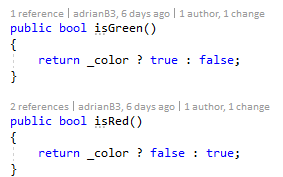 1 reference | adrianB3, 6 days ago | 1 author, 1 change
public bool isGreen()
{
    return _color ? true : false;
}
2 references | adrianB3, 6 days ago | 1 author, 1 change
public bool isRed()
{
    return _color ? false : true;
}